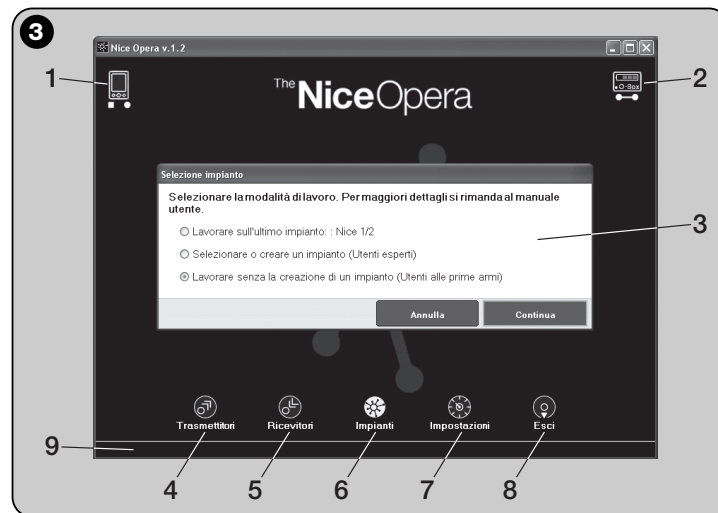 3
Nice Opera v.1.2
1
2
The NiceOpera
O-Box
Selezione impianto
Selezionare la modalità di lavoro. Per maggiori dettagli si rimanda al manuale
utente.
Lavorare sull'ultimo impianto: : Nice 1/2
3
Selezionare o creare un impianto (Utenti esperti)
Lavorare senza la creazione di un impianto (Utenti alle prime armi)
Annulla
Continua
Trasmettitori
Ricevitori
Impianti
Impostazioni
Esci
9
4
5
6
7
8